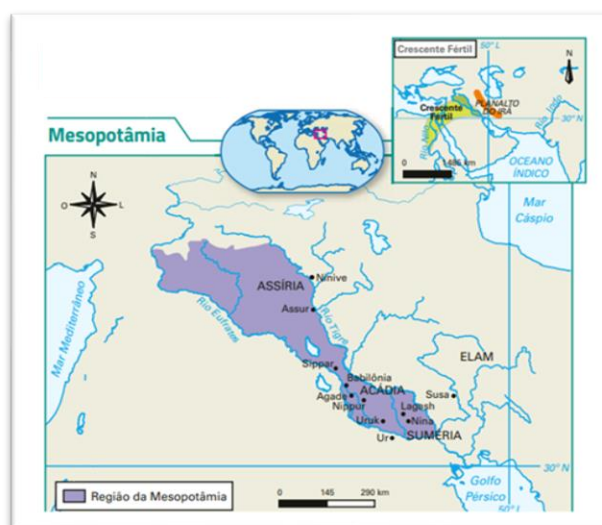 Crescente Fértil
50° L
N
PLANALTO
DO IRÃ
Crescente
Fértil
30° N
Rio Indo
0
1486 km
OCEANO
ÍNDICO
Mesopotâmia
N
O
L
S
Mar
Cáspio
Nínive
ASSÍRIA
Assur
Rio Eufrates
Rio Tigre
Mar Mediterrâneo
ELAM
Sippar
Babilônia
ACÁDIA
Susa
Agade
Nippur
Lagash
Uruk
Nina
Ur
SUMÉRIA
30° N
Golfo
Pérsico
Região da Mesopotâmia
0
145
290 km
50° L